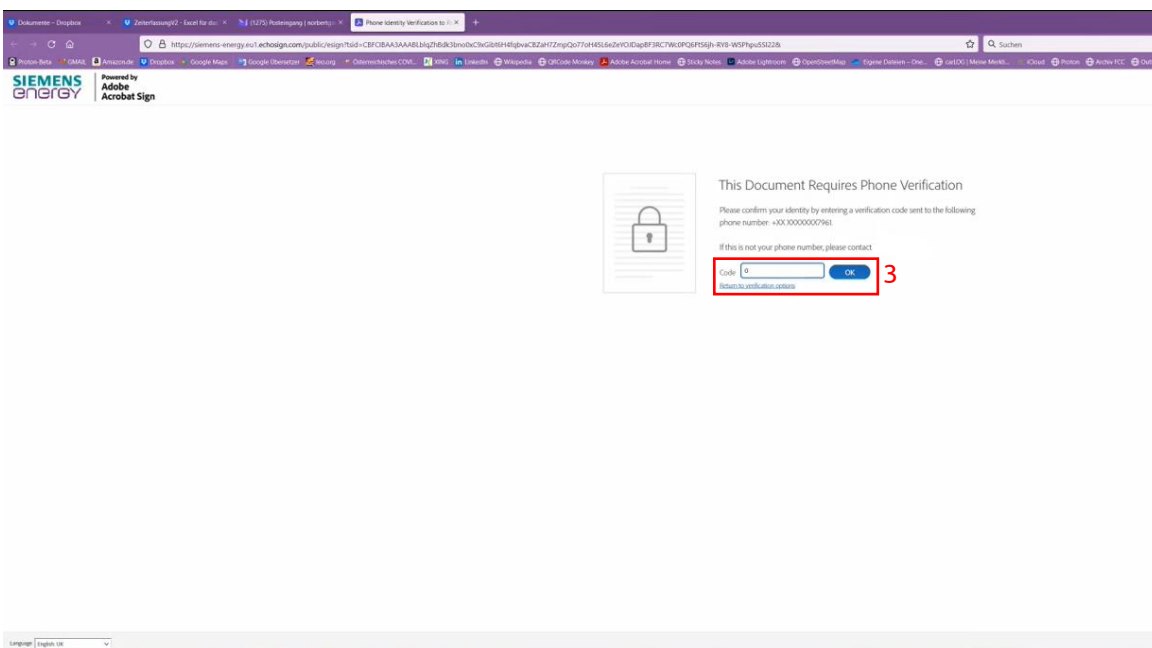 Dokumente – Dropbox
ZeiterfassungV2 - Excel für das
(1275) Posteingang | norbertg
Phone Identity Verification to
https://siemens-energy.eu1.echosign.com/public/esign?tsid=
Suchen
Proton-Beta
GMAIL
Amazon.de
Dropbox
Google Maps
Google Übersetzer
leo.org
Österreichisches COVI...
XING
LinkedIn
Wikipedia
QRCode Monkey
Adobe Acrobat Home
Sticky Notes
Adobe Lightroom
OpenStreetMap
Eigene Dateien – One...
carLOG | Meine Merkli...
iCloud
Proton
Archiv FCC
SIEMENS
energy
Powered by
Adobe
Acrobat Sign
This Document Requires Phone Verification
Please confirm your identity by entering a verification code sent to the following
phone number: +XX XXXXXXX7961.
If this is not your phone number, please contact
Code 0 OK
3
Return to verification options
Language English: UK